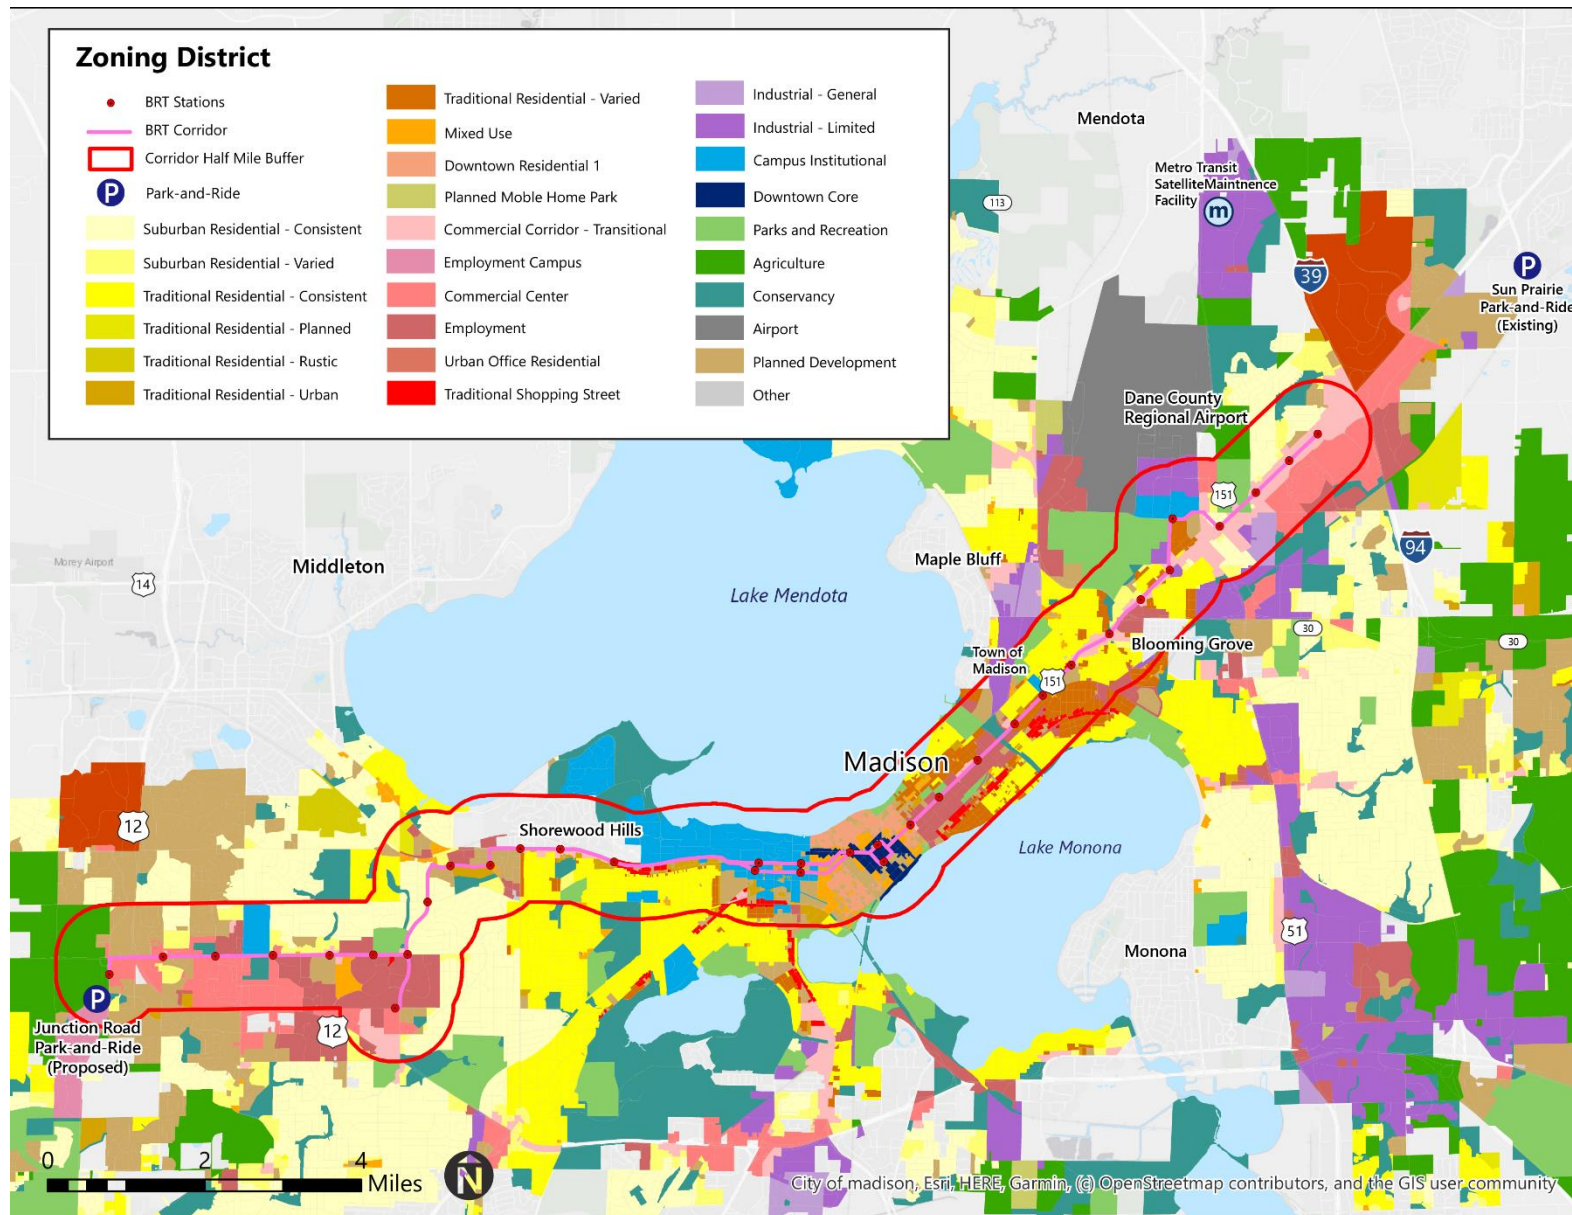 Zoning District
BRT Stations
BRT Corridor
Corridor Half Mile Buffer
P
Park-and-Ride
Suburban Residential - Consistent
Suburban Residential - Varied
Traditional Residential - Consistent
Traditional Residential - Planned
Traditional Residential - Rustic
Traditional Residential - Urban
Traditional Residential - Varied
Mixed Use
Downtown Residential 1
Planned Moble Home Park
Commercial Corridor - Transitional
Employment Campus
Commercial Center
Employment
Urban Office Residential
Traditional Shopping Street
Industrial - General
Industrial - Limited
Campus Institutional
Downtown Core
Parks and Recreation
Agriculture
Conservancy
Airport
Planned Development
Other
Mendota
Metro Transit
SatelliteMaintnence
Facility
m
113
39
P
Sun Prairie
Park-and-Ride
(Existing)
Dane County
Regional Airport
151
94
Morey Airport
14
Middleton
Maple Bluff
Lake Mendota
30
30
Blooming Grove
Town of
Madison
151
Madison
12
Shorewood Hills
Lake Monona
51
Monona
P
Junction Road
Park-and-Ride
(Proposed)
12
0 2 4
Miles
N
City of madison, Esri, HERE, Garmin, (c) OpenStreetmap contributors, and the GIS user community